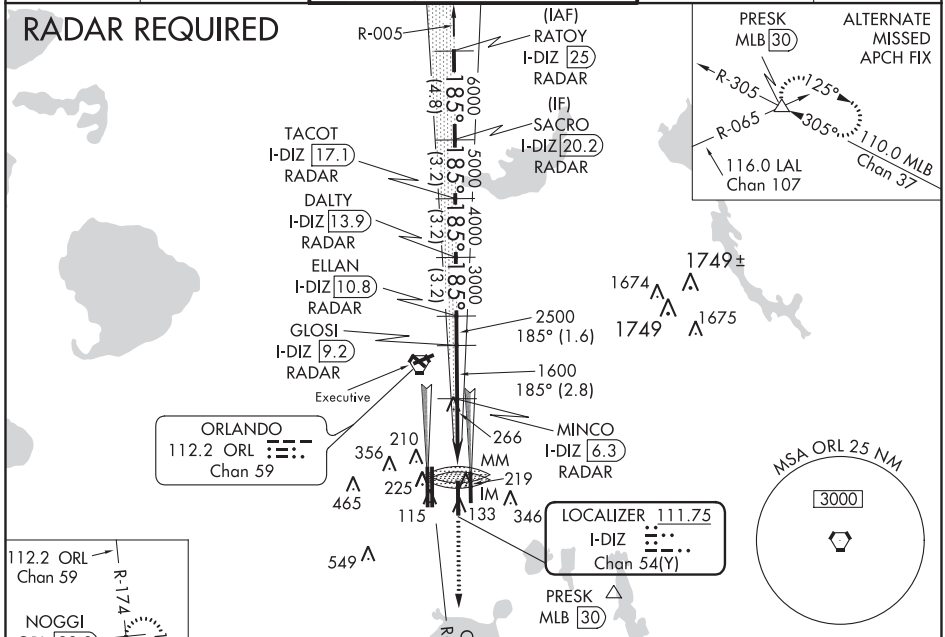 RADAR REQUIRED
R-005
(IAF)
RATOY
I-DIZ 25
RADAR
6000
185°
(4.8)
(IF)
SACRO
I-DIZ 20.2
RADAR
5000
185°
(3.2)
TACOT
I-DIZ 17.1
RADAR
4000
185°
(3.2)
DALTY
I-DIZ 13.9
RADAR
3000
185°
(3.2)
ELLAN
I-DIZ 10.8
RADAR
2500
185° (1.6)
GLOSI
I-DIZ 9.2
RADAR
1600
185° (2.8)
Executive
MINCO
I-DIZ 6.3
RADAR
ORLANDO
112.2 ORL
Chan 59
266
MM
219
IM
210
356
225
465
115
133
346
549
LOCALIZER 111.75
I-DIZ
Chan 54(Y)
PRESK
MLB 30
PRESK
MLB 30
ALTERNATE
MISSED
APCH FIX
R-305
125°
R-065
305°
110.0 MLB
Chan 37
116.0 LAL
Chan 107
1749±
1674
1749
1675
MSA ORL 25 NM
3000
112.2 ORL
Chan 59
R-174
NOGGI